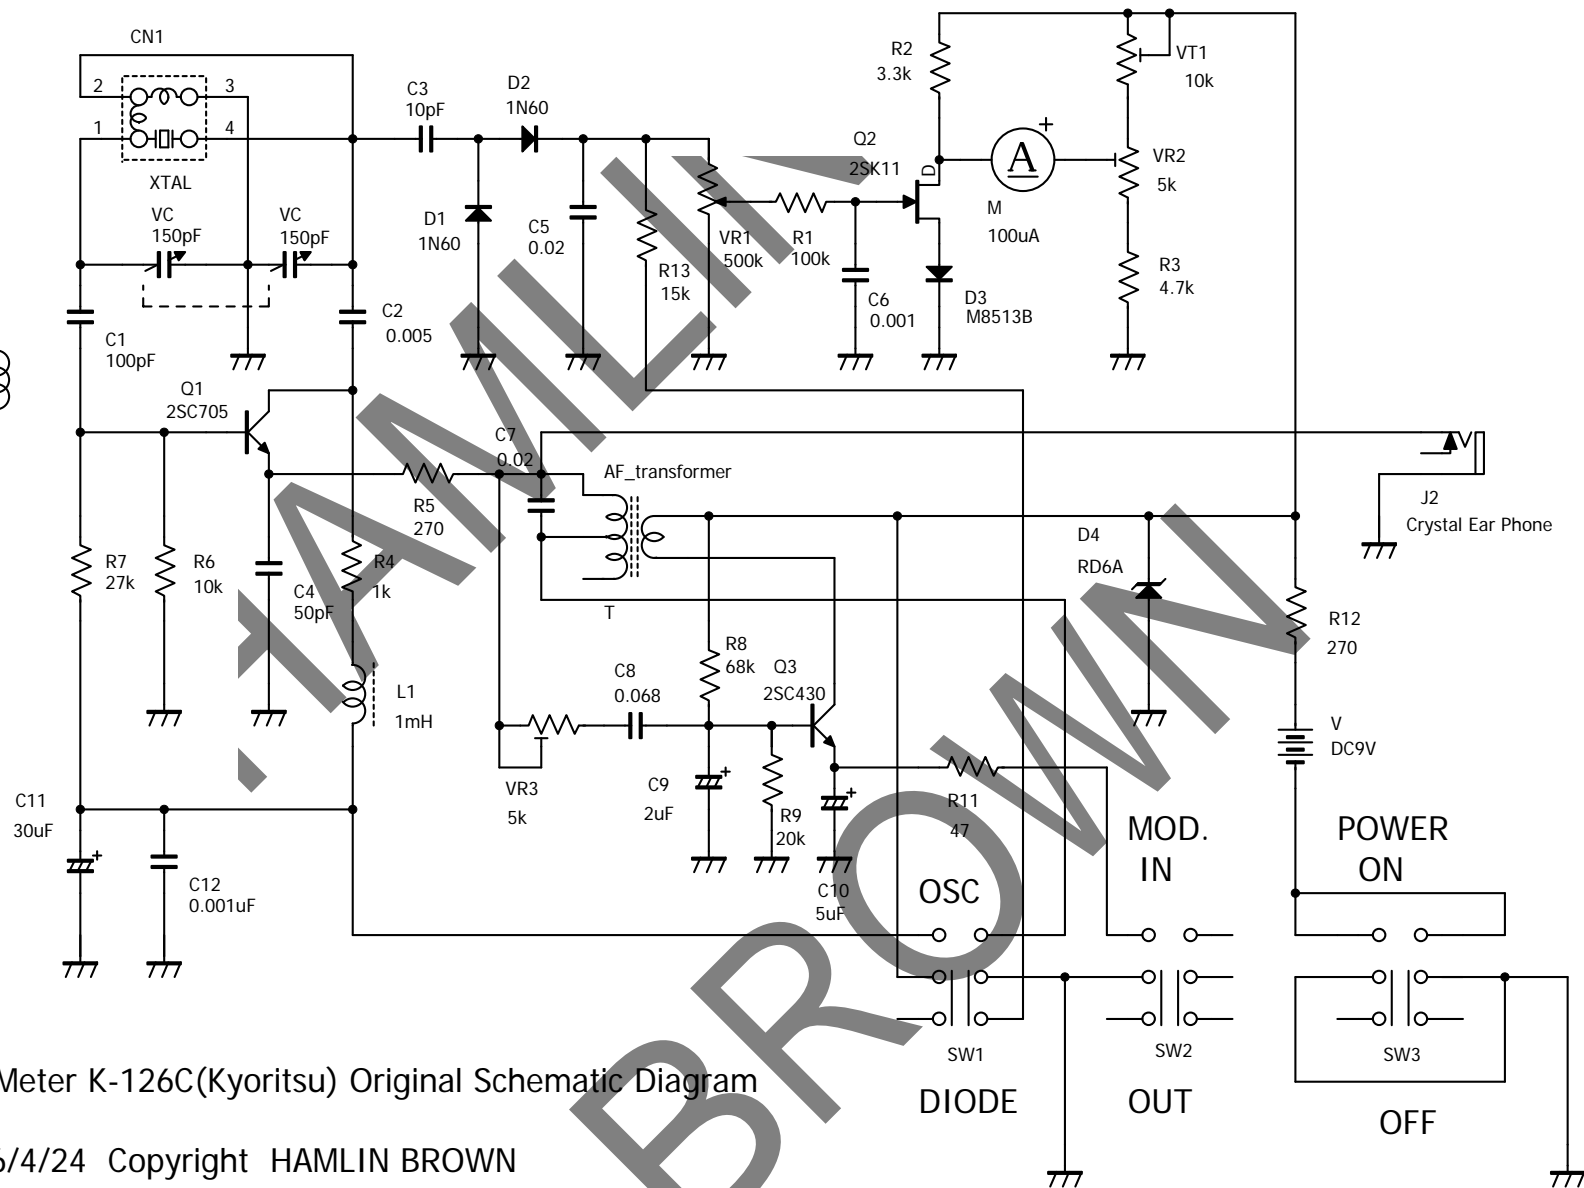 CN1
2
3
1
4
XTAL
VC
150pF
VC
150pF
C3
10pF
D2
1N60
D1
1N60
C5
0.02
R13
15k
VR1
500k
R1
100k
Q2
2SK11
D
R2
3.3k
VT1
10k
A
+
M
100uA
VR2
5k
R3
4.7k
C6
0.001
D3
M8513B
C1
100pF
C2
0.005
Q1
2SC705
C7
0.02
AF_transformer
T
R5
270
R7
27k
R6
10k
C4
50pF
R4
1k
L1
1mH
J2
Crystal Ear Phone
D4
RD6A
R12
270
R8
68k
Q3
2SC430
C8
0.068
VR3
5k
C9
2uF
+
R9
20k
+
C10
5uF
R11
47
V
DC9V
C11
30uF
+
C12
0.001uF
OSC
MOD.
IN
POWER
ON
SW1
SW2
SW3
DIODE
OUT
OFF
Meter K-126C(Kyoritsu) Original Schematic Diagram
6/4/24 Copyright HAMLIN BROWN
HAMLIN
BROWN